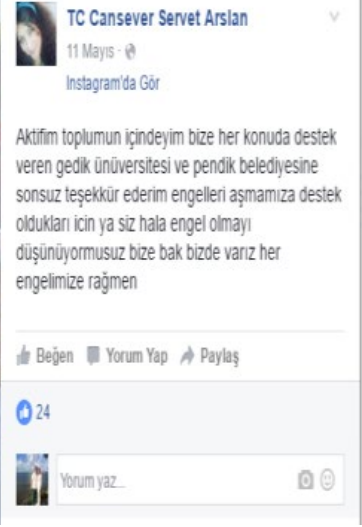 TC Cansever Servet Arslan
11 Mayıs ·
Instagram'da Gör
Aktifim toplumun içindeyim bize her konuda destek
veren gedik ünüversitesi ve pendik belediyesine
sonsuz teşekkür ederim engelleri aşmamıza destek
oldukları icin ya siz hala engel olmayı
düşünüyormusuz bize bak bizde varız her
engelimize rağmen
Beğen Yorum Yap Paylaş
24
Yorum yaz...